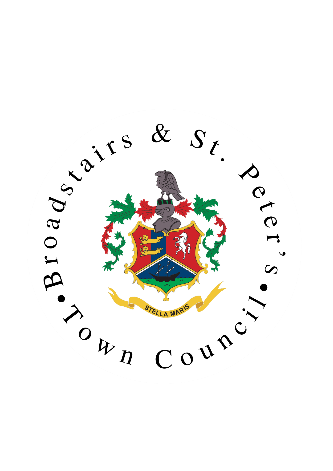 Broadstairs & St. Peter's
•Town Council•
STELLA MARIS